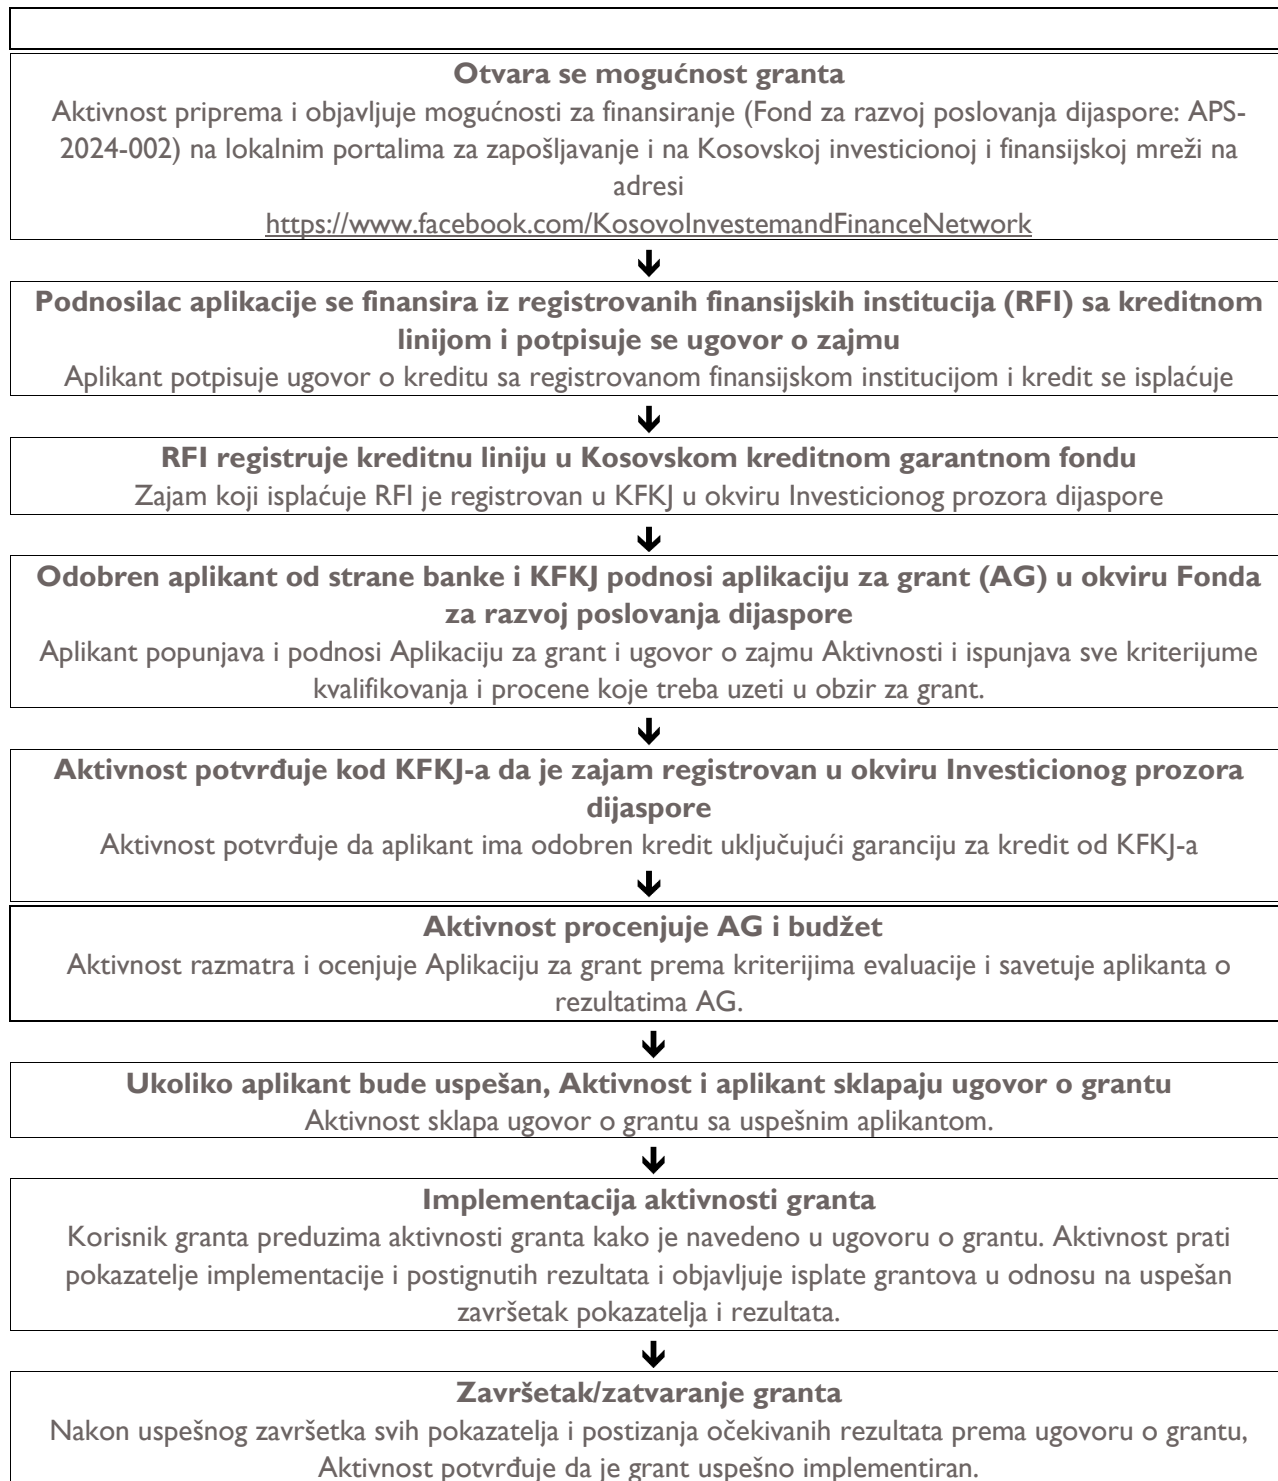 Otvara se mogućnost granta
Aktivnost priprema i objavljuje mogućnosti za finansiranje (Fond za razvoj poslovanja dijaspore: APS-
2024-002) na lokalnim portalima za zapošljavanje i na Kosovskoj investicionoj i finansijskoj mreži na
adresi
https://www.facebook.com/KosovoInvestemandFinanceNetwork
Podnosilac aplikacije se finansira iz registrovanih finansijskih institucija (RFI) sa kreditnom
linijom i potpisuje se ugovor o zajmu
Aplikant potpisuje ugovor o kreditu sa registrovanom finansijskom institucijom i kredit se isplaćuje
RFI registruje kreditnu liniju u Kosovskom kreditnom garantnom fondu
Zajam koji isplaćuje RFI je registrovan u KFKJ u okviru Investicionog prozora dijaspore
Odobren aplikant od strane banke i KFKJ podnosi aplikaciju za grant (AG) u okviru Fonda
za razvoj poslovanja dijaspore
Aplikant popunjava i podnosi Aplikaciju za grant i ugovor o zajmu Aktivnosti i ispunjava sve kriterijume
kvalifikovanja i procene koje treba uzeti u obzir za grant.
Aktivnost potvrđuje kod KFKJ-a da je zajam registrovan u okviru Investicionog prozora
dijaspore
Aktivnost potvrđuje da aplikant ima odobren kredit uključujući garanciju za kredit od KFKJ-a
Aktivnost procenjuje AG i budžet
Aktivnost razmatra i ocenjuje Aplikaciju za grant prema kriterijima evaluacije i savetuje aplikanta o
rezultatima AG.
Ukoliko aplikant bude uspešan, Aktivnost i aplikant sklapaju ugovor o grantu
Aktivnost sklapa ugovor o grantu sa uspešnim aplikantom.
Implementacija aktivnosti granta
Korisnik granta preduzima aktivnosti granta kako je navedeno u ugovoru o grantu. Aktivnost prati
pokazatelje implementacije i postignutih rezultata i objavljuje isplate grantova u odnosu na uspešan
završetak pokazatelja i rezultata.
Završetak/zatvaranje granta
Nakon uspešnog završetka svih pokazatelja i postizanja očekivanih rezultata prema ugovoru o grantu,
Aktivnost potvrđuje da je grant uspešno implementiran.